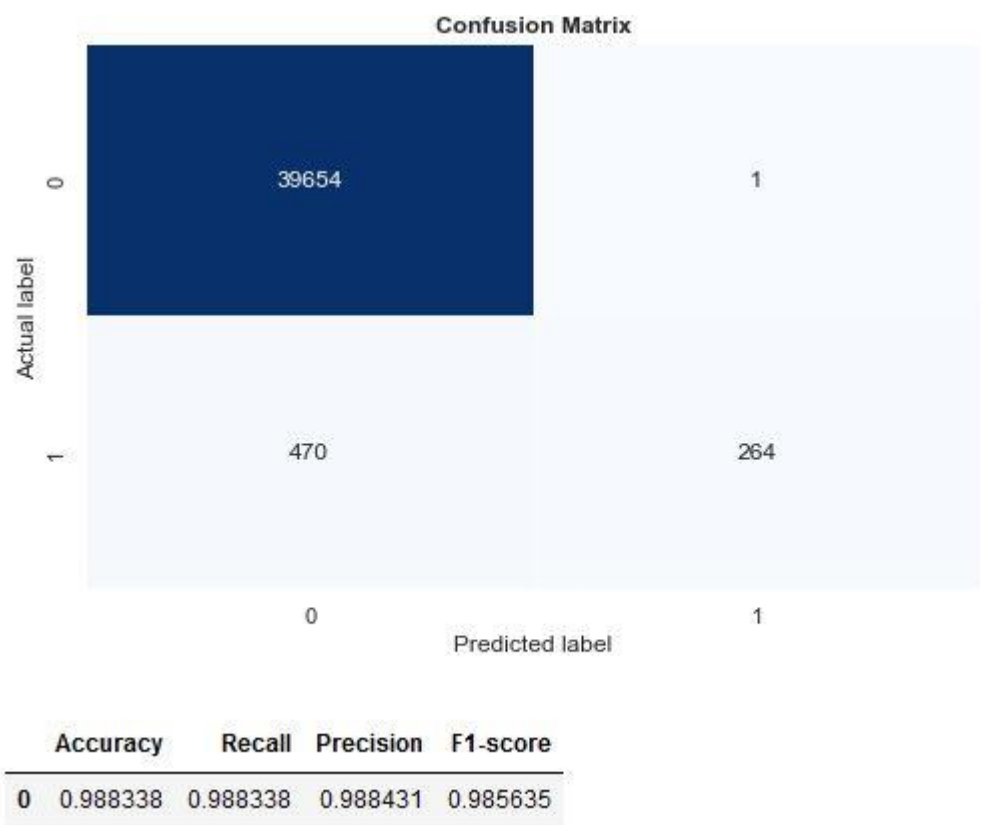 Confusion Matrix
0
39654
1
Actual label
1
470
264
0
1
Predicted label
Accuracy Recall Precision F1-score
0 0.988338 0.988338 0.988431 0.985635